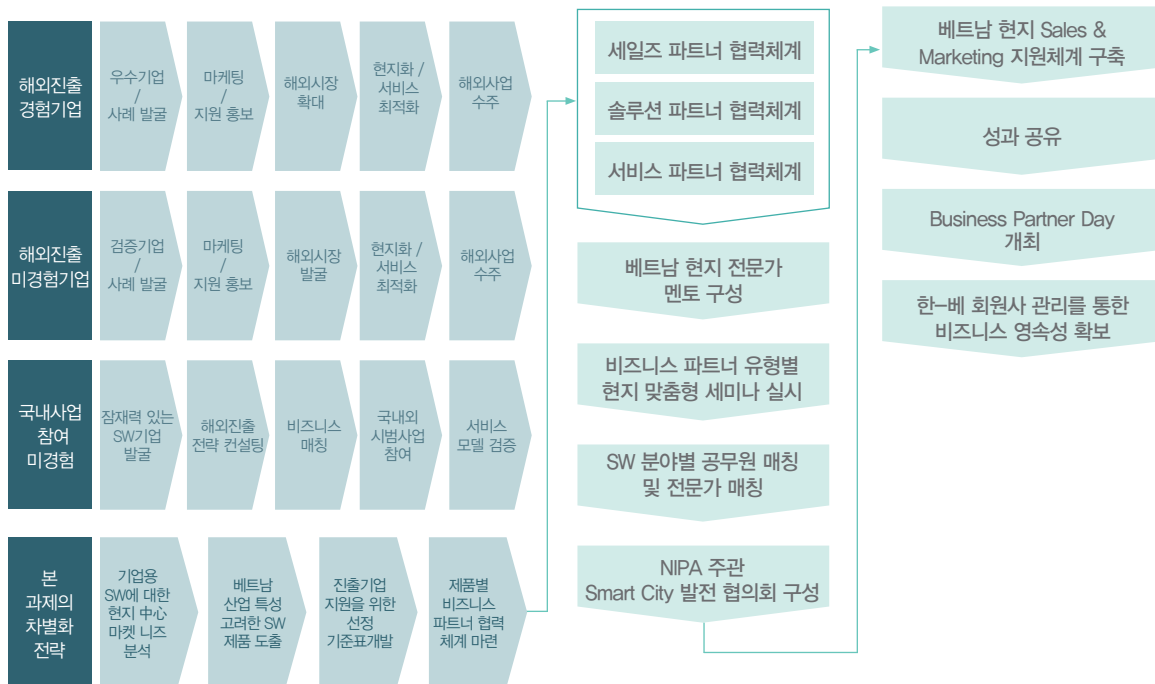 해외진출
경험기업
우수기업
/
사례 발굴
마케팅
/
지원 홍보
해외시장
확대
현지화 /
서비스
최적화
해외사업
수주
해외진출
미경험기업
검증기업
/
사례 발굴
마케팅
/
지원 홍보
해외시장
발굴
현지화 /
서비스
최적화
해외사업
수주
국내사업
참여
미경험
잠재력 있는
SW기업
발굴
해외진출
전략 컨설팅
비즈니스
매칭
국내외
시범사업
참여
서비스
모델 검증
본
과제의
차별화
전략
기업용
SW에 대한
현지 中心
마켓 니즈
분석
베트남
산업 특성
고려한 SW
제품 도출
진출기업
지원을 위한
선정
기준표개발
제품별
비즈니스
파트너 협력
체계 마련
세일즈 파트너 협력체계
솔루션 파트너 협력체계
서비스 파트너 협력체계
베트남 현지 전문가
멘토 구성
비즈니스 파트너 유형별
현지 맞춤형 세미나 실시
SW 분야별 공무원 매칭
및 전문가 매칭
NIPA 주관
Smart City 발전 협의회 구성
베트남 현지 Sales &
Marketing 지원체계 구축
성과 공유
Business Partner Day
개최
한-베 회원사 관리를 통한
비즈니스 영속성 확보